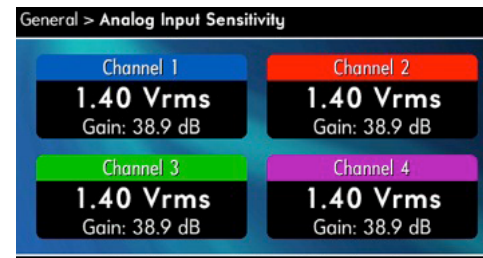 General > Analog Input Sensitivity
Channel 1
1.40 Vrms
Gain: 38.9 dB
Channel 2
1.40 Vrms
Gain: 38.9 dB
Channel 3
1.40 Vrms
Gain: 38.9 dB
Channel 4
1.40 Vrms
Gain: 38.9 dB